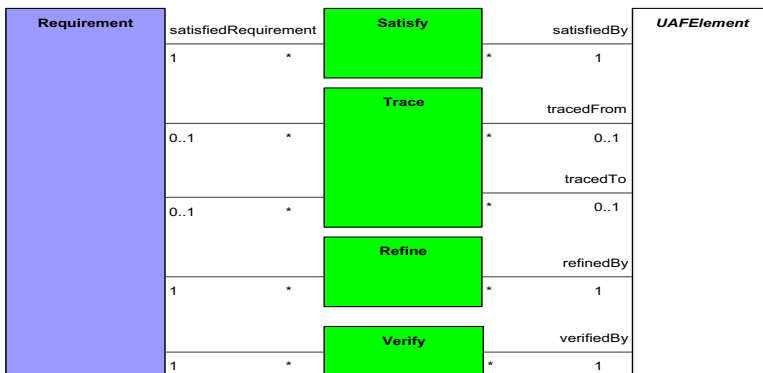 Requirement Satisfy UAFElement
satisfiedRequirement satisfiedBy
1 * * 1
Trace
tracedFrom
0..1 * * 0..1
tracedTo
0..1 * * 0..1
Refine
refinedBy
1 * * 1
Verify verifiedBy
1 * * 1